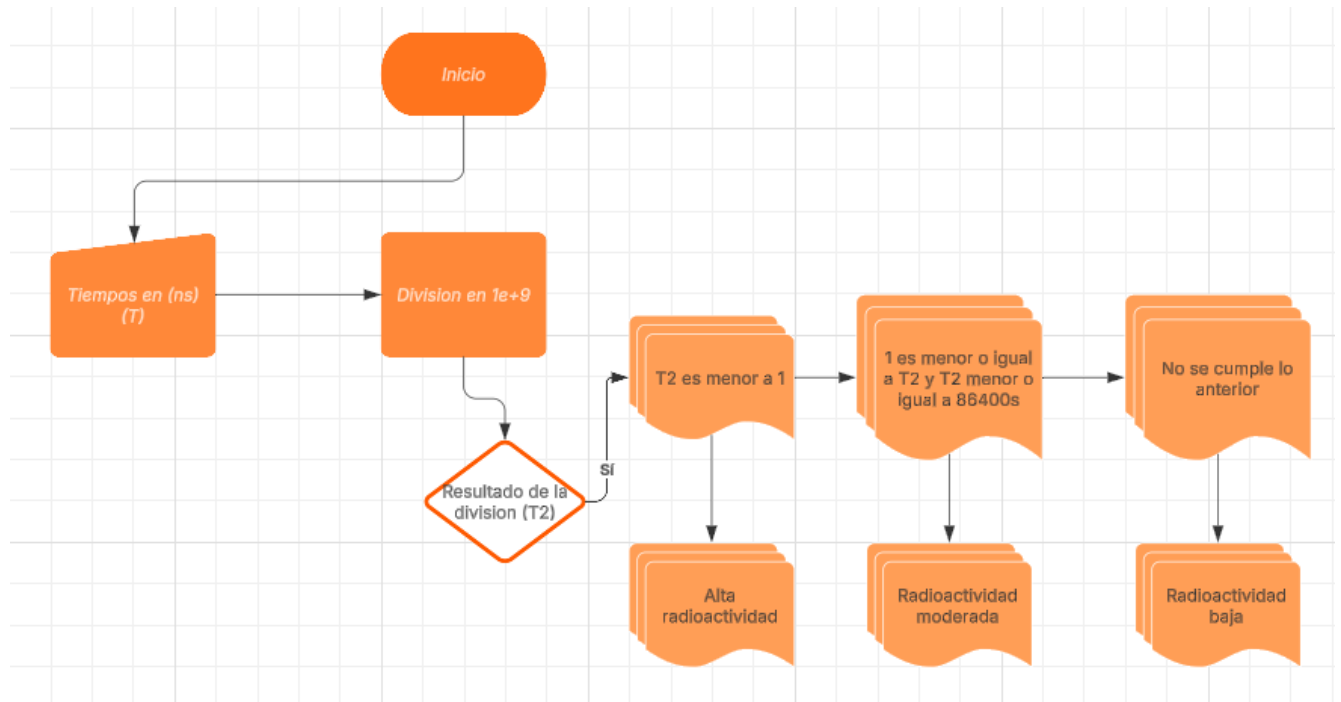 Inicio
Tiempos en (ns)
(T)
Division en 1e+9
Resultado de la
division (T2)
Sí
T2 es menor a 1
1 es menor o igual
a T2 y T2 menor o
igual a 86400s
No se cumple lo
anterior
Alta
radioactividad
Radioactividad
moderada
Radioactividad
baja